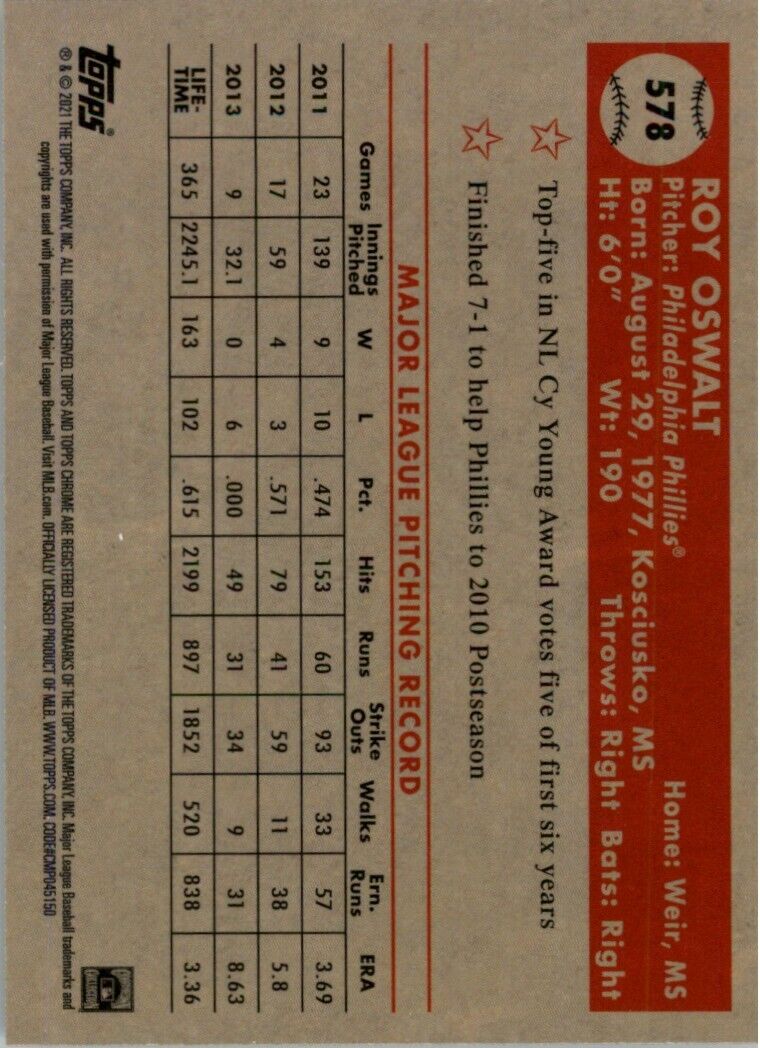 578
ROY OSWALT
Pitcher: Philadelphia Phillies® Home: Weir, MS
Born: August 29, 1977, Kosciusko, MS
Ht: 6'0" Wt: 190 Throws: Right Bats: Right
Top-five in NL Cy Young Award votes five of first six years
Finished 7-1 to help Phillies to 2010 Postseason
MAJOR LEAGUE PITCHING RECORD
Games Innings Pitched W L Pct. Hits Runs Strike Outs Walks Ern. Runs ERA
2011 23 139 9 10 .474 153 60 93 33 57 3.69
2012 17 59 4 3 .571 79 41 59 11 38 5.8
2013 9 32.1 0 6 .000 49 31 34 9 31 8.63
LIFE-TIME 365 2245.1 163 102 .615 2199 897 1852 520 838 3.36
topps®
® & © 2021 THE TOPPS COMPANY, INC. ALL RIGHTS RESERVED. TOPPS AND TOPPS CHROME ARE REGISTERED TRADEMARKS OF THE TOPPS COMPANY, INC. Major League Baseball trademarks and
copyrights are used with permission of Major League Baseball. Visit MLB.com. OFFICIALLY LICENSED PRODUCT OF MLB. WWW.TOPPS.COM. CODE#CMP045150